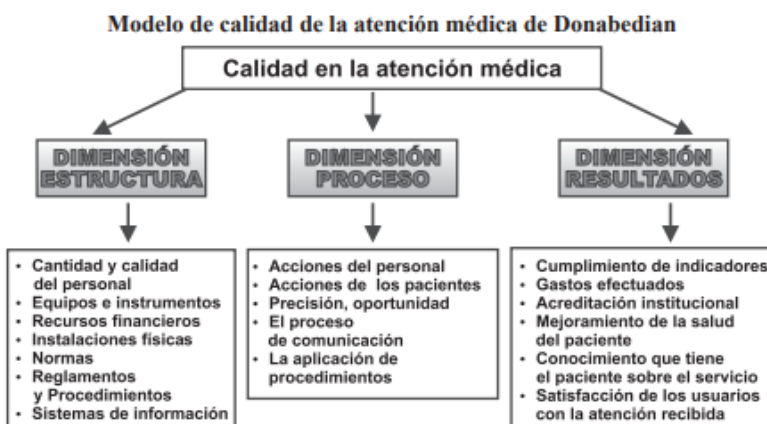 Modelo de calidad de la atención médica de Donabedian
Calidad en la atención médica
DIMENSIÓN
ESTRUCTURA
DIMENSIÓN
PROCESO
DIMENSIÓN
RESULTADOS
• Cantidad y calidad
del personal
• Equipos e instrumentos
• Recursos financieros
• Instalaciones físicas
• Normas
• Reglamentos
y Procedimientos
• Sistemas de información
• Acciones del personal
• Acciones de los pacientes
• Precisión, oportunidad
• El proceso
de comunicación
• La aplicación de
procedimientos
• Cumplimiento de indicadores
• Gastos efectuados
• Acreditación institucional
• Mejoramiento de la salud
del paciente
• Conocimiento que tiene
el paciente sobre el servicio
• Satisfacción de los usuarios
con la atención recibida